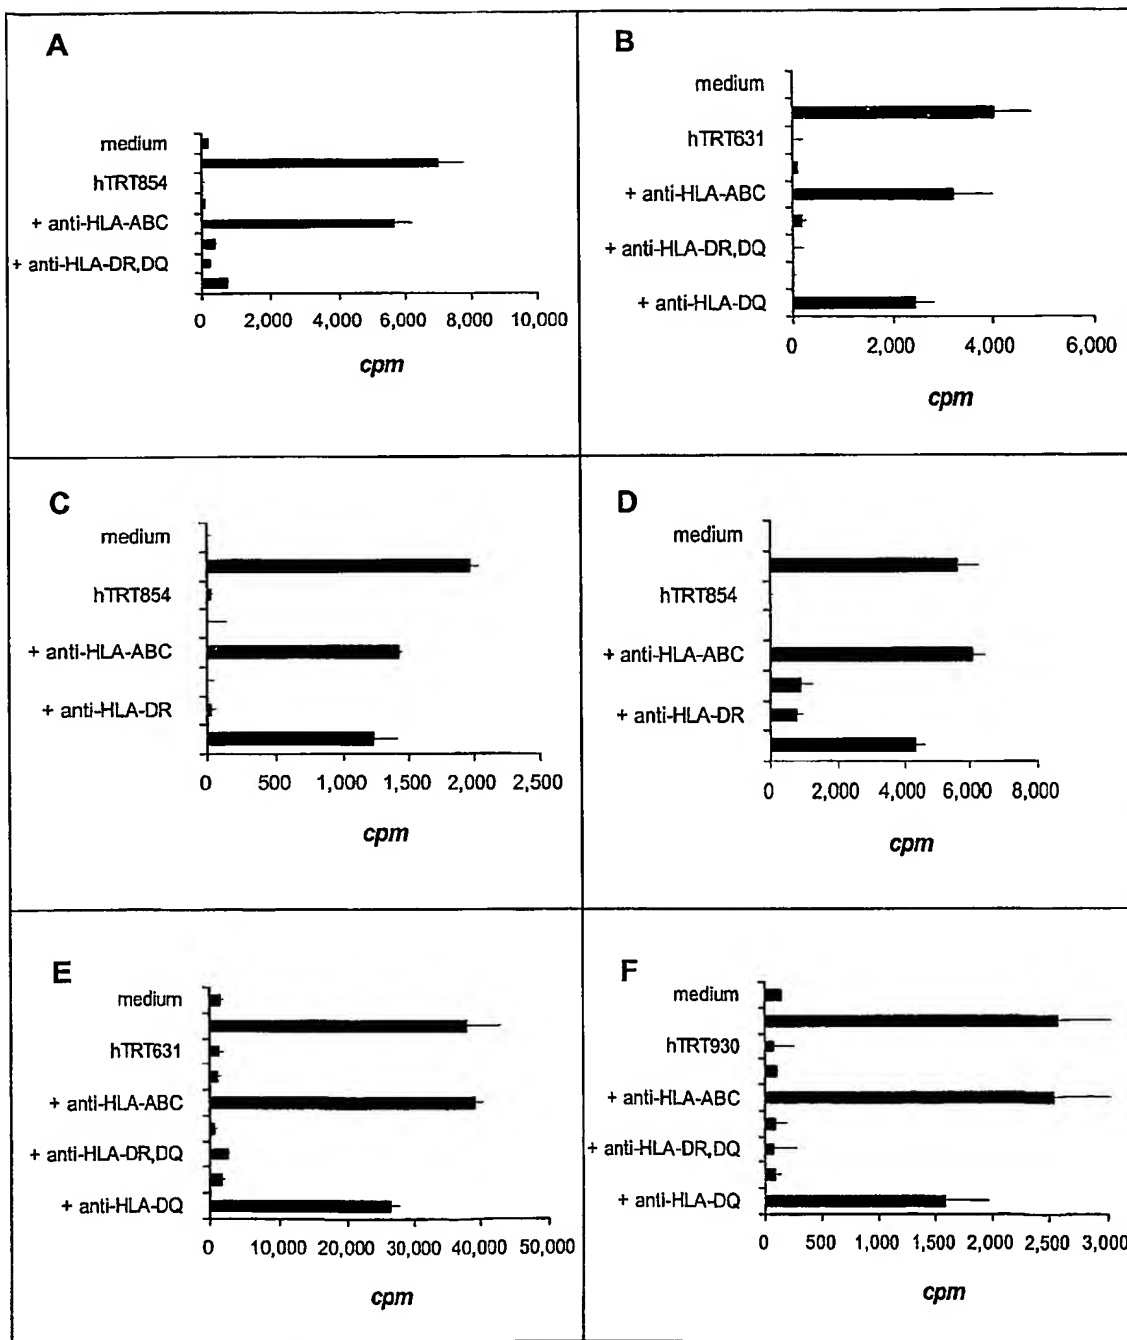 A
medium
hTRT854
+ anti-HLA-ABC
+ anti-HLA-DR,DQ
0 2,000 4,000 6,000 8,000 10,000
cpm
B
medium
hTRT631
+ anti-HLA-ABC
+ anti-HLA-DR,DQ
+ anti-HLA-DQ
0 2,000 4,000 6,000
cpm
C
medium
hTRT854
+ anti-HLA-ABC
+ anti-HLA-DR
0 500 1,000 1,500 2,000 2,500
cpm
D
medium
hTRT854
+ anti-HLA-ABC
+ anti-HLA-DR
0 2,000 4,000 6,000 8,000
cpm
E
medium
hTRT631
+ anti-HLA-ABC
+ anti-HLA-DR,DQ
+ anti-HLA-DQ
0 10,000 20,000 30,000 40,000 50,000
cpm
F
medium
hTRT930
+ anti-HLA-ABC
+ anti-HLA-DR,DQ
+ anti-HLA-DQ
0 500 1,000 1,500 2,000 2,500 3,000
cpm